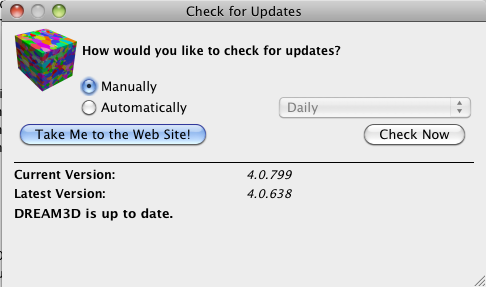 Check for Updates
How would you like to check for updates?
Manually
Automatically
Daily
Take Me to the Web Site!
Check Now
Current Version: 4.0.799
Latest Version: 4.0.638
DREAM3D is up to date.